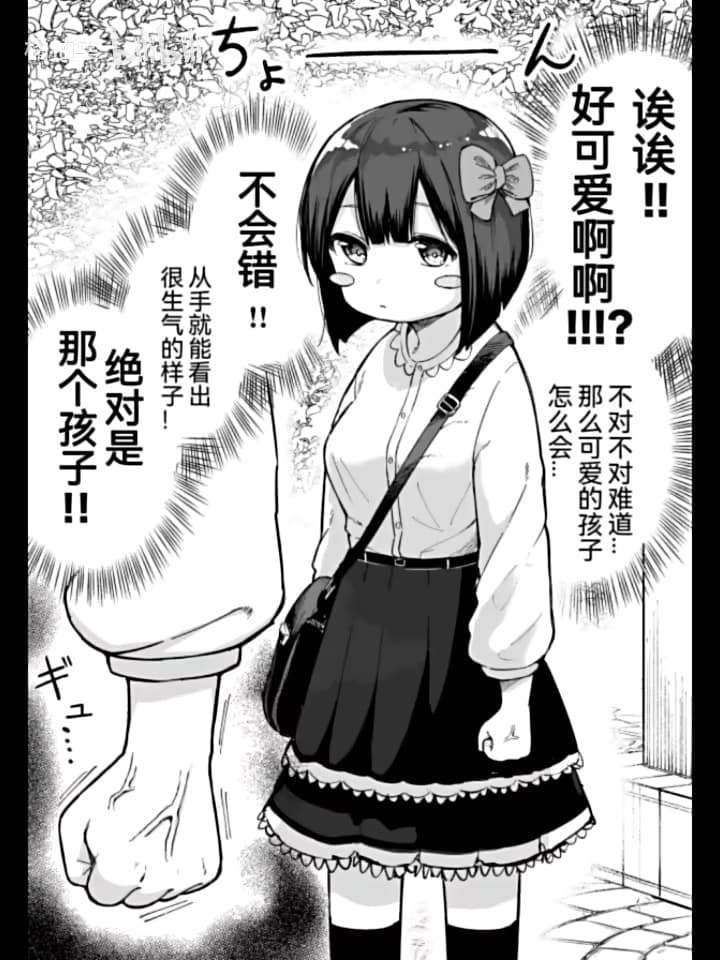 ちょーーん
诶诶!!
好可爱啊啊!!!?
不对不对难道…
那么可爱的孩子
怎么会…
不会错!!
从手就能看出
很生气的样子!
绝对是
那个孩子!!
ギュ…